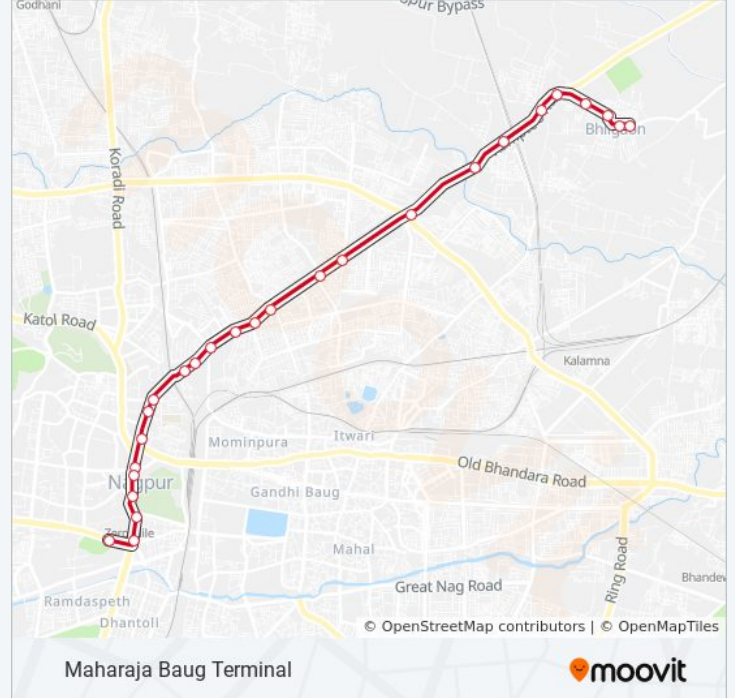 Godhani
pur Bypass
Koradi Road
Bhilgaon
Katol Road
Kalamna
Mominpura
Itwari
Old Bhandara Road
Nagpur
Gandhi Baug
Zero Mile
Mahal
Ring Road
Great Nag Road
Bhandew
Ramdaspeth
Dhantoli
© OpenStreetMap contributors | © OpenMapTiles
Maharaja Baug Terminal
moovit